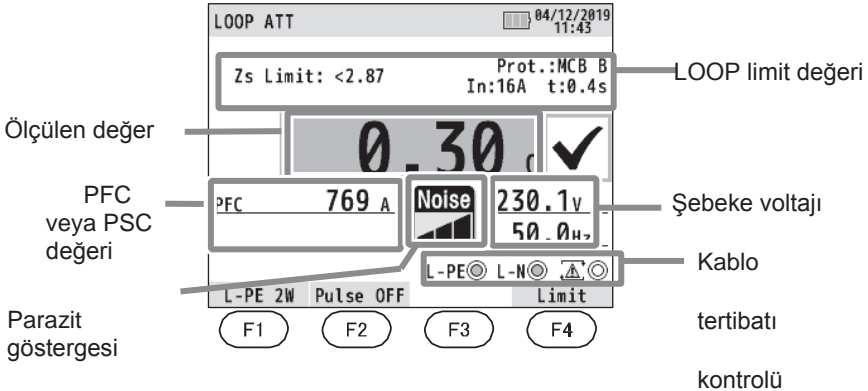 LOOP ATT
04/12/2019
11:43
Zs Limit: <2.87
Prot.:MCB B
In:16A t:0.4s
LOOP limit değeri
Ölçülen değer
0.30
PFC
veya PSC
değeri
PFC 769 A
Noise
230.1V
50.0Hz
Şebeke voltajı
L-PE L-N
Kablo
tertibatı
kontrolü
Parazit
göstergesi
L-PE 2W Pulse OFF Limit
F1 F2 F3 F4